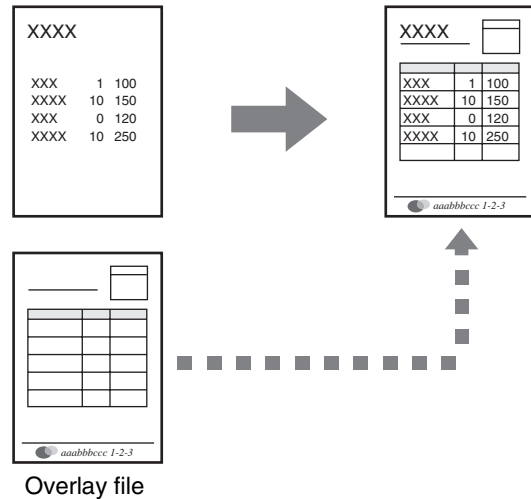 XXXX
XXX 1 100
XXXX 10 150
XXX 0 120
XXXX 10 250
XXXX
XXX 1 100
XXXX 10 150
XXX 0 120
XXXX 10 250
aaabbbccc 1-2-3
aaabbbccc 1-2-3
Overlay file